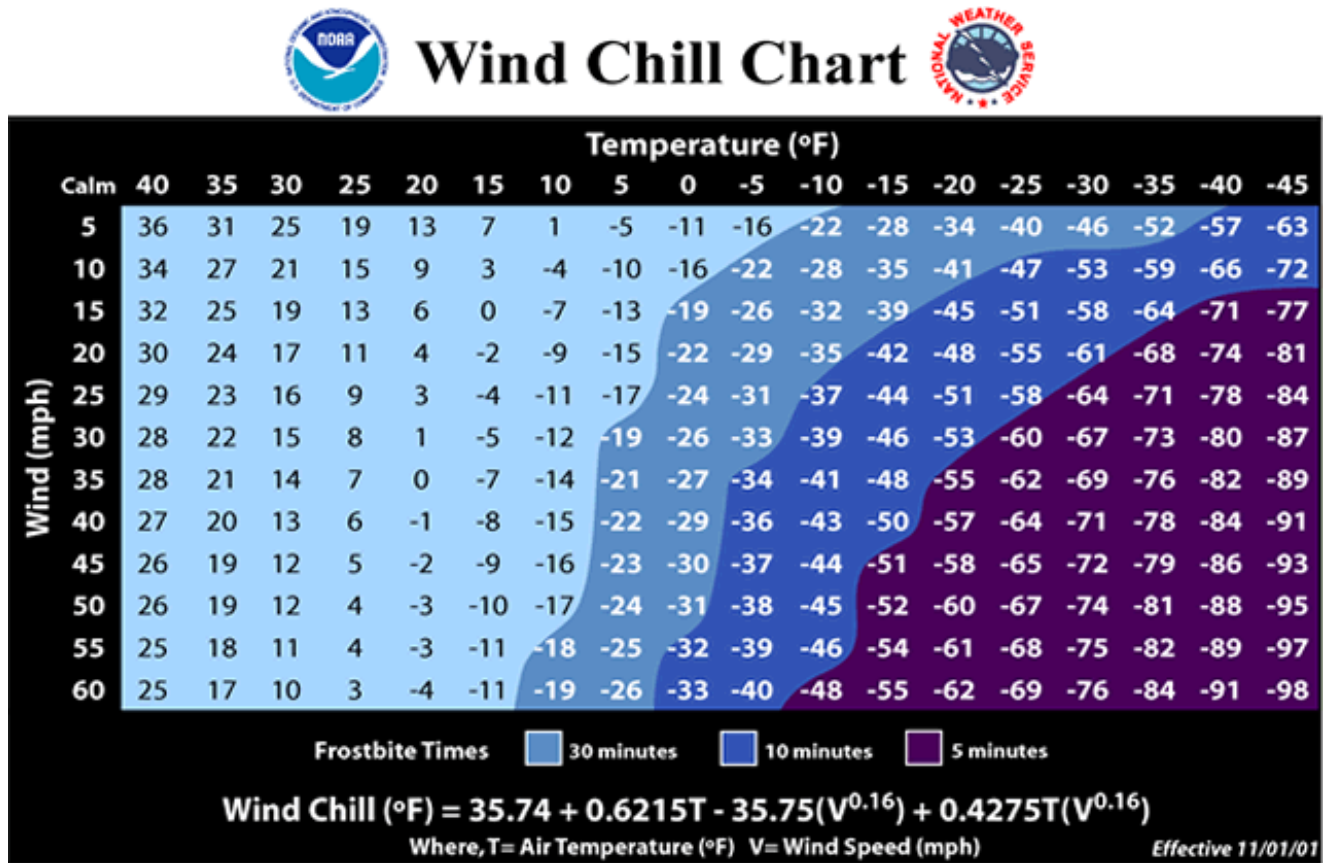 NOAA
Wind Chill Chart
NATIONAL WEATHER SERVICE
Temperature (ºF)
Calm 40 35 30 25 20 15 10 5 0 -5 -10 -15 -20 -25 -30 -35 -40 -45
Wind (mph)
5 36 31 25 19 13 7 1 -5 -11 -16 -22 -28 -34 -40 -46 -52 -57 -63
10 34 27 21 15 9 3 -4 -10 -16 -22 -28 -35 -41 -47 -53 -59 -66 -72
15 32 25 19 13 6 0 -7 -13 -19 -26 -32 -39 -45 -51 -58 -64 -71 -77
20 30 24 17 11 4 -2 -9 -15 -22 -29 -35 -42 -48 -55 -61 -68 -74 -81
25 29 23 16 9 3 -4 -11 -17 -24 -31 -37 -44 -51 -58 -64 -71 -78 -84
30 28 22 15 8 1 -5 -12 -19 -26 -33 -39 -46 -53 -60 -67 -73 -80 -87
35 28 21 14 7 0 -7 -14 -21 -27 -34 -41 -48 -55 -62 -69 -76 -82 -89
40 27 20 13 6 -1 -8 -15 -22 -29 -36 -43 -50 -57 -64 -71 -78 -84 -91
45 26 19 12 5 -2 -9 -16 -23 -30 -37 -44 -51 -58 -65 -72 -79 -86 -93
50 26 19 12 4 -3 -10 -17 -24 -31 -38 -45 -52 -60 -67 -74 -81 -88 -95
55 25 18 11 4 -3 -11 -18 -25 -32 -39 -46 -54 -61 -68 -75 -82 -89 -97
60 25 17 10 3 -4 -11 -19 -26 -33 -40 -48 -55 -62 -69 -76 -84 -91 -98
Frostbite Times 30 minutes 10 minutes 5 minutes
Wind Chill (ºF) = 35.74 + 0.6215T - 35.75(V^0.16) + 0.4275T(V^0.16)
Where, T= Air Temperature (ºF) V= Wind Speed (mph)
Effective 11/01/01